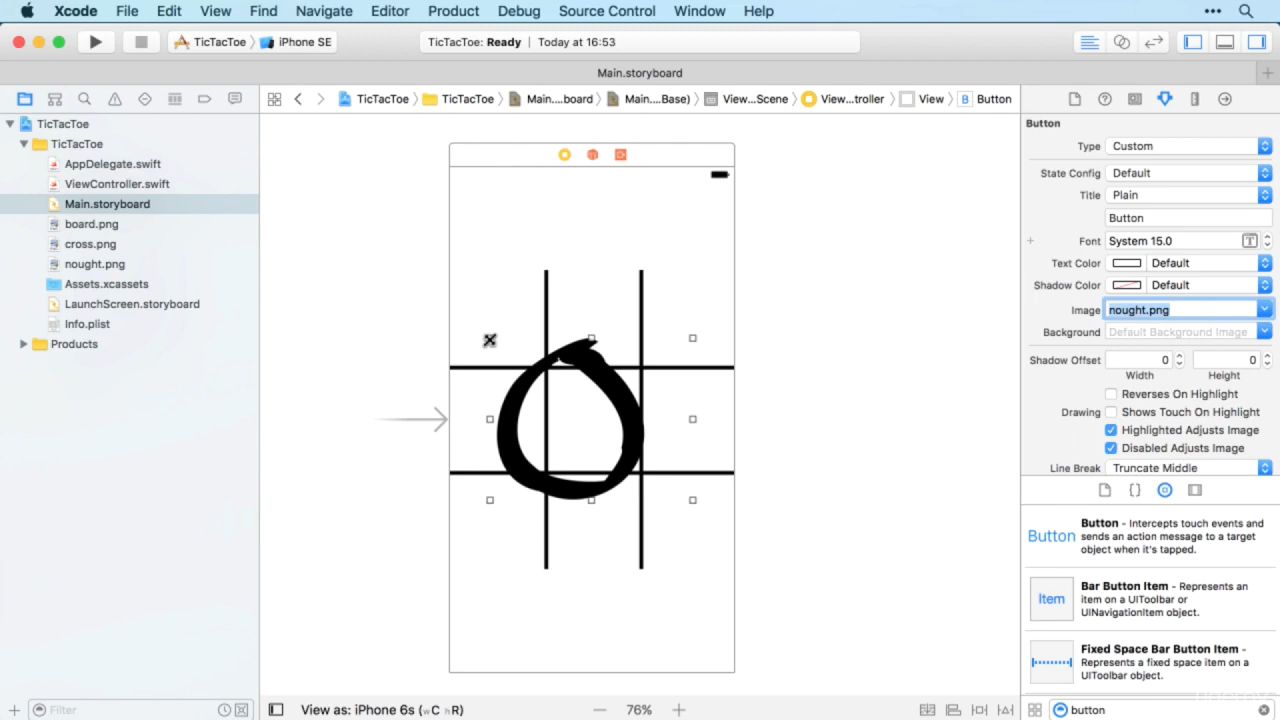 Xcode File Edit View Find Navigate Editor Product Debug Source Control Window Help
TicTacToe iPhone SE TicTacToe: Ready | Today at 16:53
Main.storyboard
TicTacToe TicTacToe Main....board Main....Base) View...Scene View...troller View B Button
TicTacToe
TicTacToe
AppDelegate.swift
ViewController.swift
Main.storyboard
board.png
cross.png
nought.png
Assets.xcassets
LaunchScreen.storyboard
Info.plist
Products
Button
Type Custom
State Config Default
Title Plain
Button
Font System 15.0 T
Text Color Default
Shadow Color Default
Image nought.png
Background Default Background Image
Shadow Offset 0 0
Width Height
Reverses On Highlight
Drawing Shows Touch On Highlight
Highlighted Adjusts Image
Disabled Adjusts Image
Line Break Truncate Middle
Button Button - Intercepts touch events and
sends an action message to a target
object when it's tapped.
Item Bar Button Item - Represents an
item on a UIToolbar or
UINavigationItem object.
Fixed Space Bar Button Item -
Represents a fixed space item on a
UIToolbar object.
Filter
View as: iPhone 6s (wC hR) 76%
button